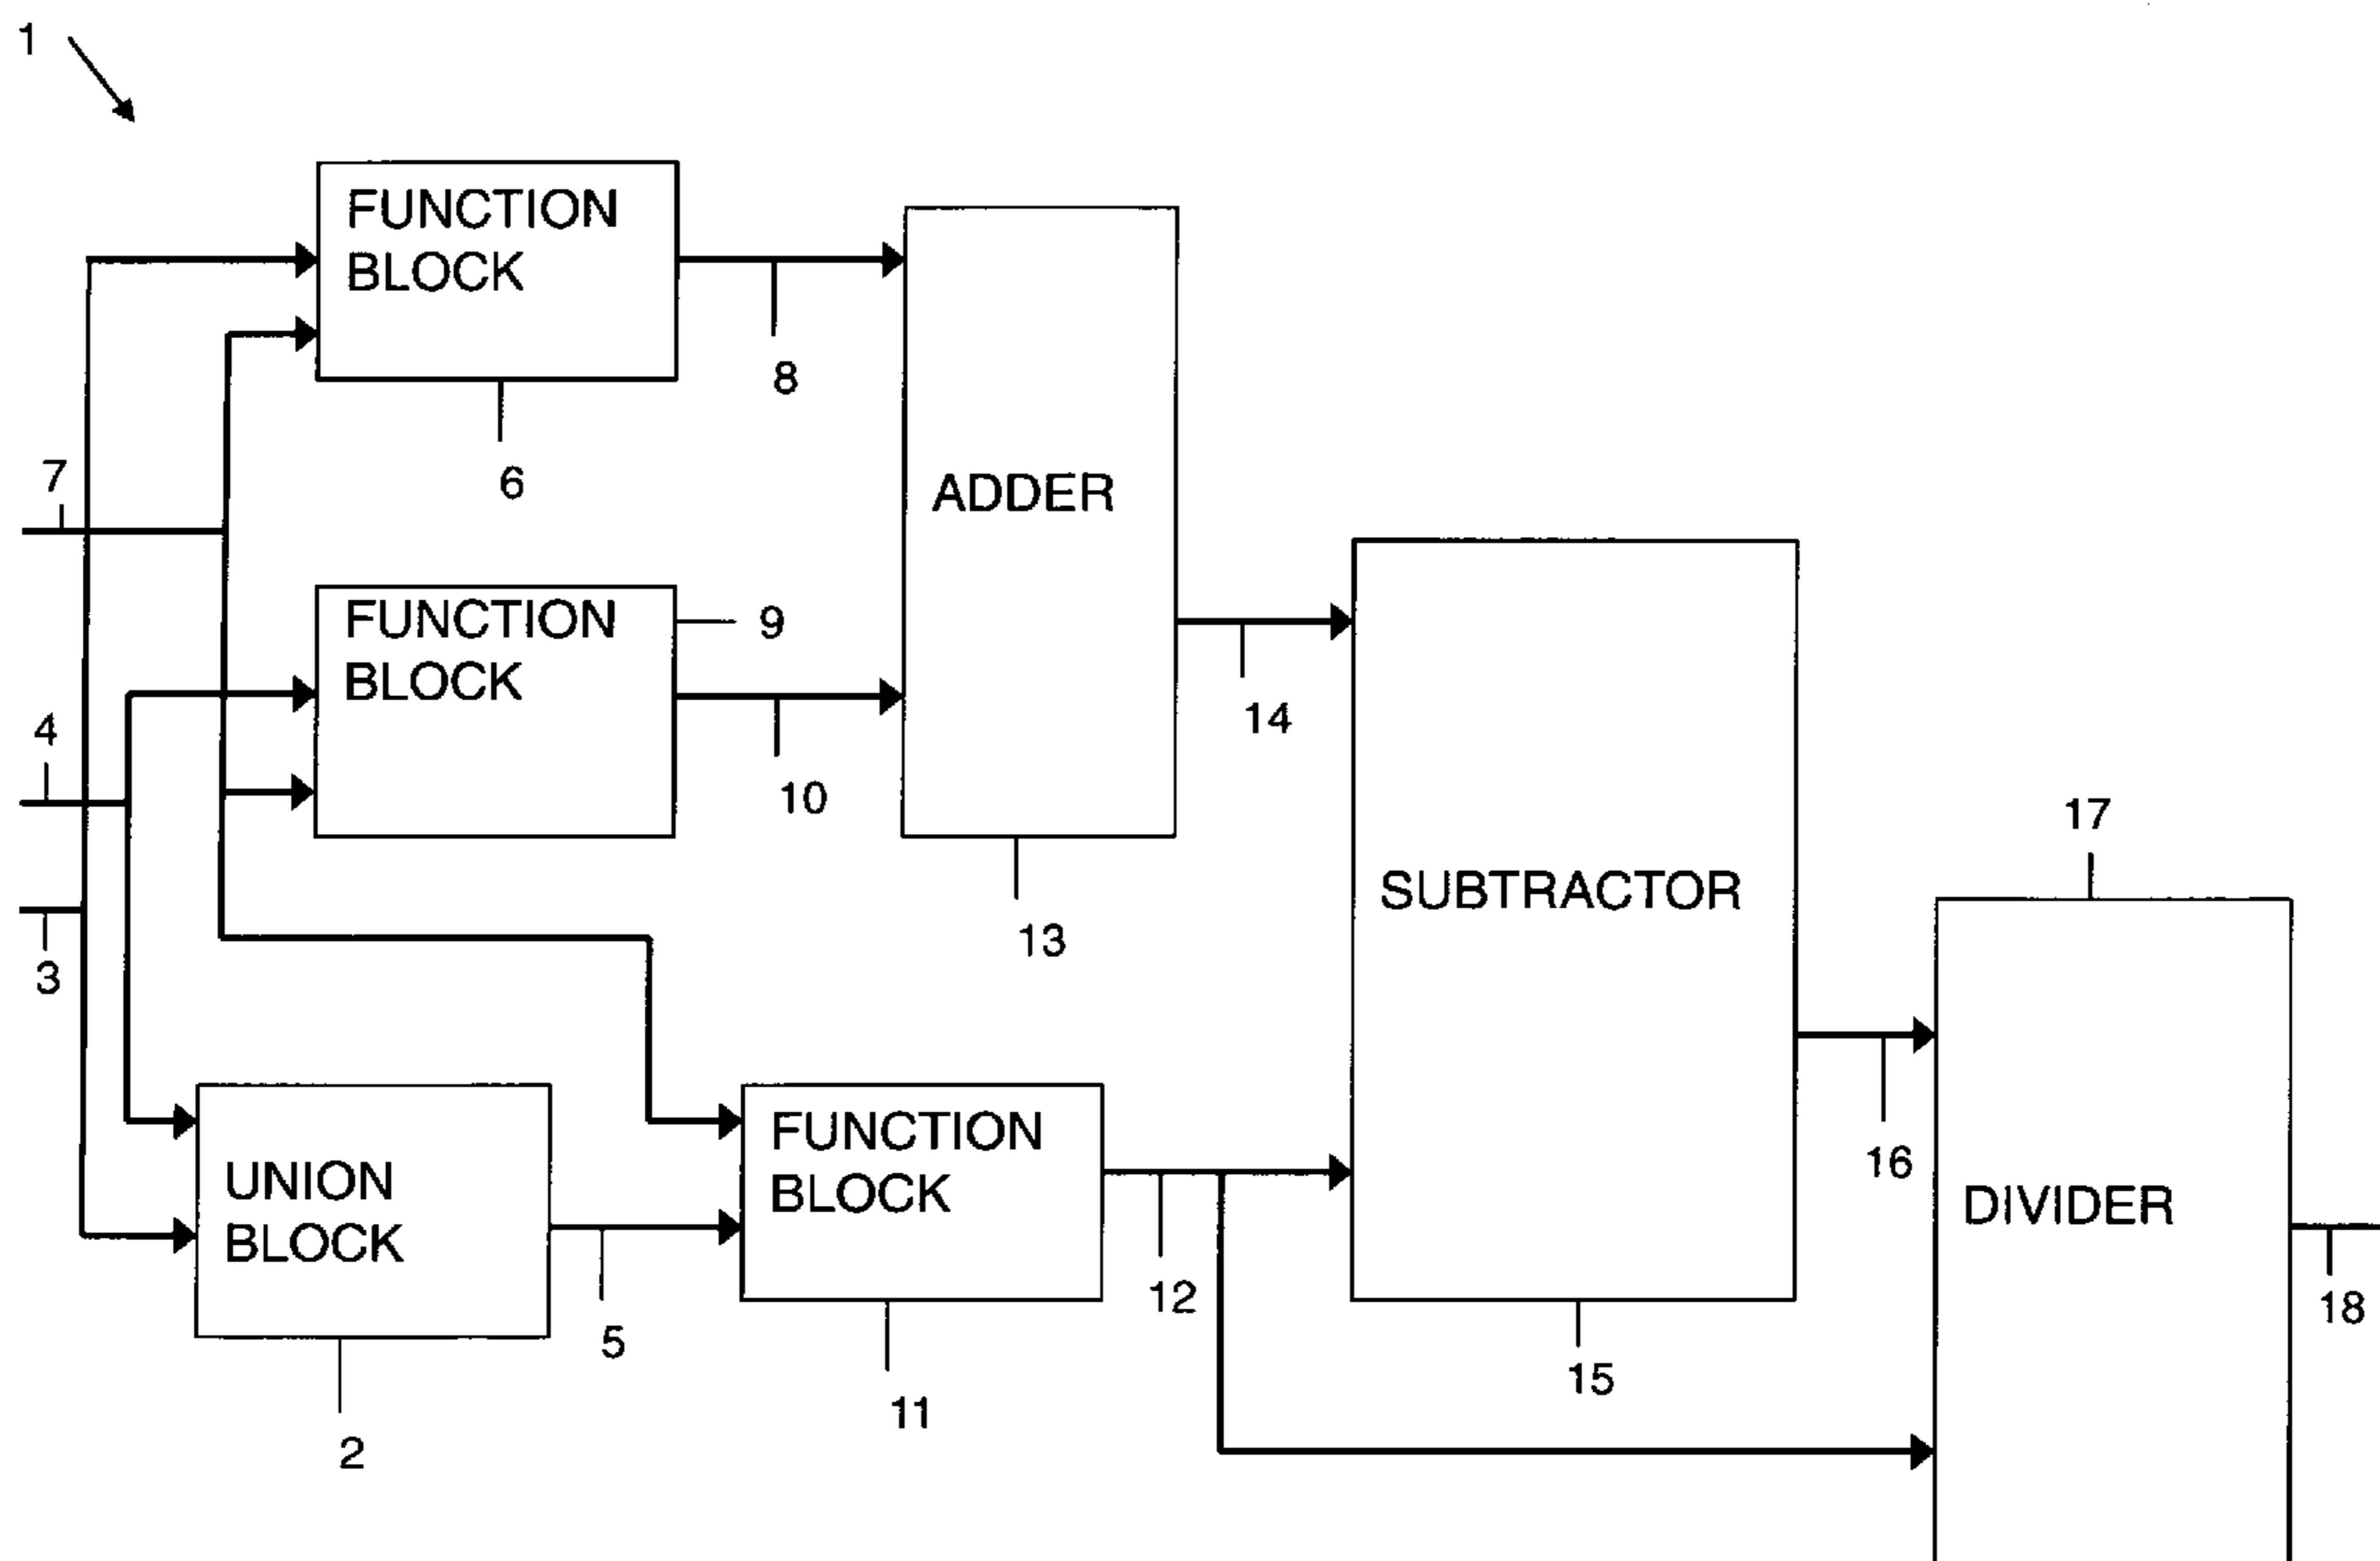 1
FUNCTION
BLOCK
8
6
7
ADDER
FUNCTION
BLOCK
9
10
14
4
3
13
SUBTRACTOR
17
UNION
BLOCK
5
2
FUNCTION
BLOCK
12
11
15
16
DIVIDER
18